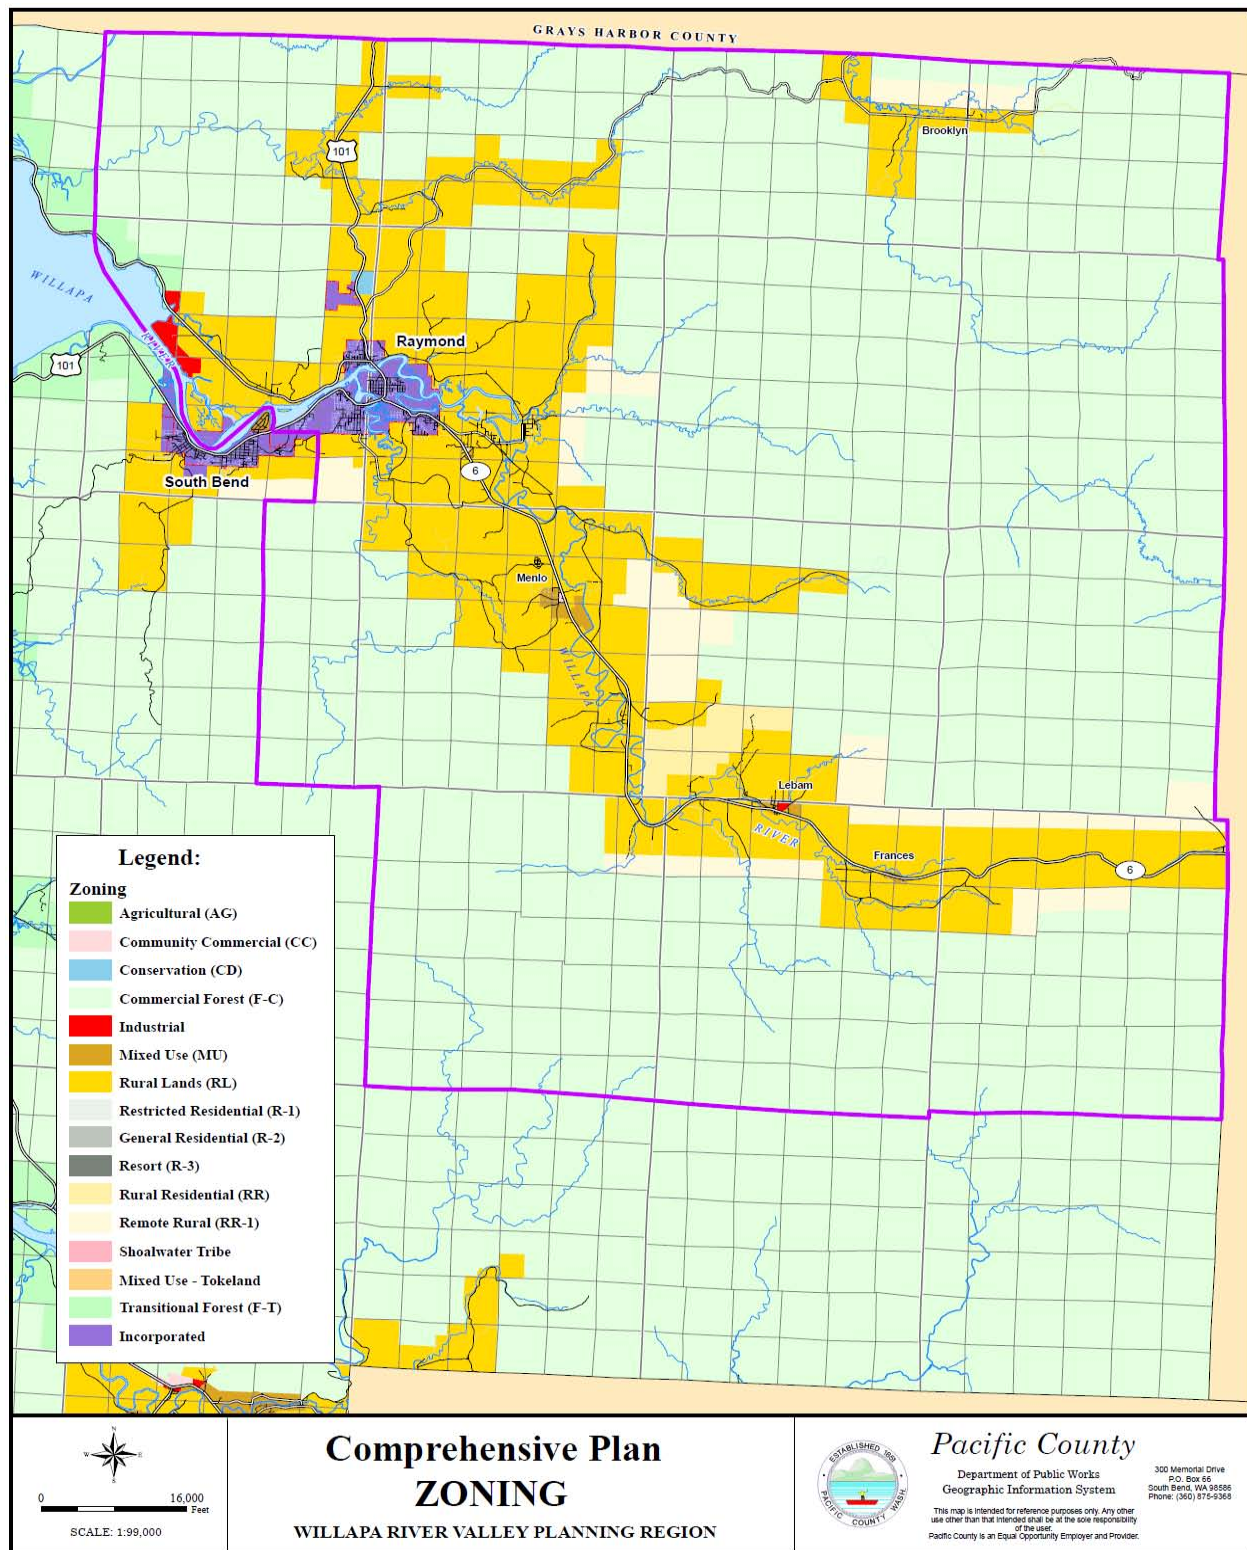 GRAYS HARBOR COUNTY
101
Brooklyn
WILLAPA
Raymond
101
South Bend
6
Menlo
WILLAPA
Lebam
RIVER
Frances
6
Legend:
Zoning
Agricultural (AG)
Community Commercial (CC)
Conservation (CD)
Commercial Forest (F-C)
Industrial
Mixed Use (MU)
Rural Lands (RL)
Restricted Residential (R-1)
General Residential (R-2)
Resort (R-3)
Rural Residential (RR)
Remote Rural (RR-1)
Shoalwater Tribe
Mixed Use - Tokeland
Transitional Forest (F-T)
Incorporated
N
W E
S
0 16,000
Feet
SCALE: 1:99,000
Comprehensive Plan
ZONING
WILLAPA RIVER VALLEY PLANNING REGION
ESTABLISHED 1851
PACIFIC COUNTY WASH.
Pacific County
Department of Public Works
Geographic Information System
This map is intended for reference purposes only. Any other
use other than that intended shall be at the sole responsibility
of the user.
Pacific County is an Equal Opportunity Employer and Provider.
300 Memorial Drive
P.O. Box 66
South Bend, WA 98586
Phone: (360) 875-9368